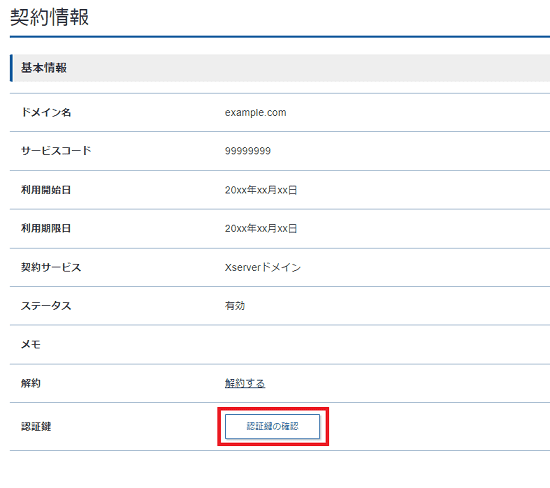 契約情報
基本情報
ドメイン名 example.com
サービスコード 99999999
利用開始日 20xx年xx月xx日
利用期限日 20xx年xx月xx日
契約サービス Xserverドメイン
ステータス 有効
メモ
解約 解約する
認証鍵 認証鍵の確認